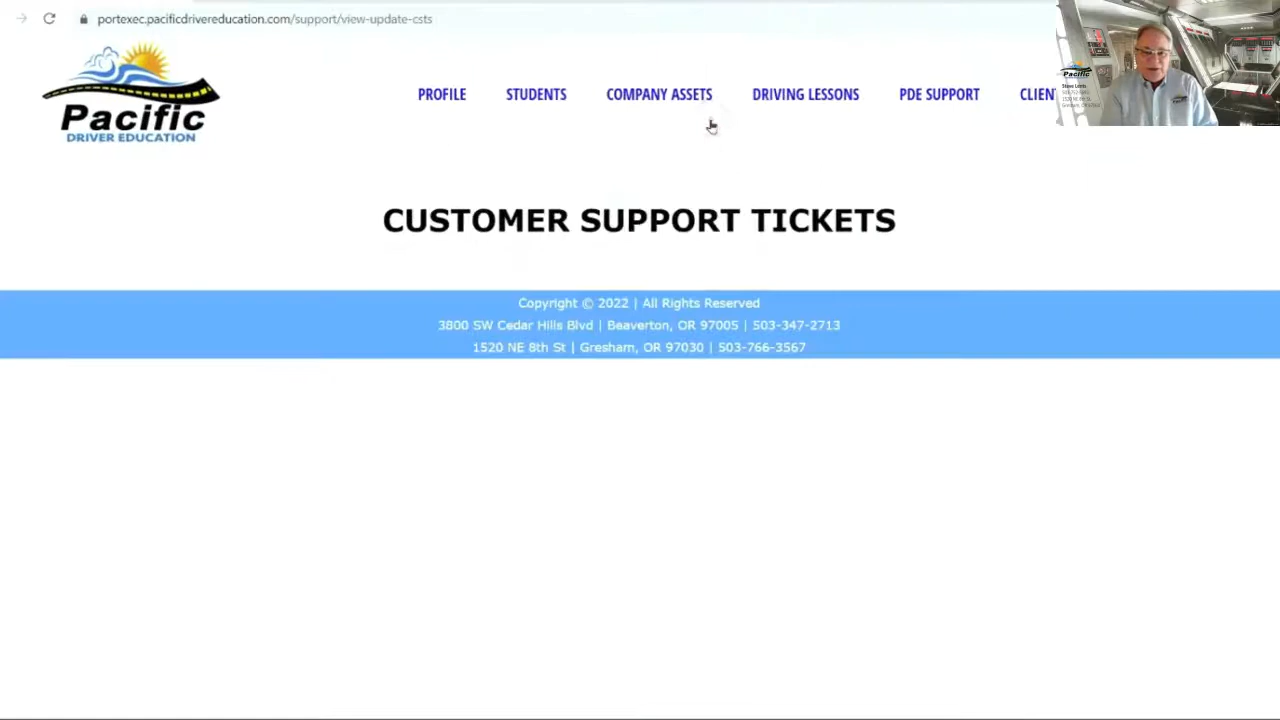 portexec.pacificdrivereducation.com/support/view-update-csts
Pacific
DRIVER EDUCATION
PROFILE STUDENTS COMPANY ASSETS DRIVING LESSONS PDE SUPPORT CLIENT
Pacific
CUSTOMER SUPPORT TICKETS
Copyright © 2022 | All Rights Reserved
3800 SW Cedar Hills Blvd | Beaverton, OR 97005 | 503-347-2713
1520 NE 8th St | Gresham, OR 97030 | 503-766-3567